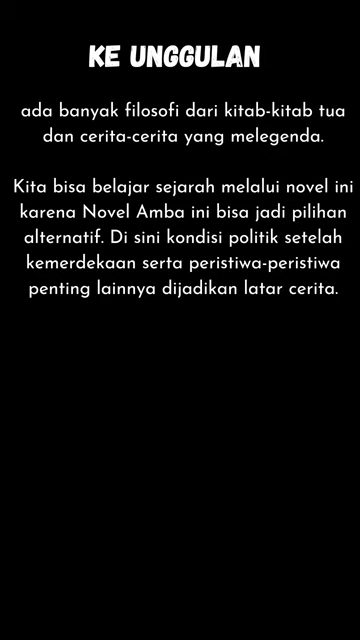 KE UNGGULAN
ada banyak filosofi dari kitab-kitab tua
dan cerita-cerita yang melegenda.
Kita bisa belajar sejarah melalui novel ini
karena Novel Amba ini bisa jadi pilihan
alternatif. Di sini kondisi politik setelah
kemerdekaan serta peristiwa-peristiwa
penting lainnya dijadikan latar cerita.